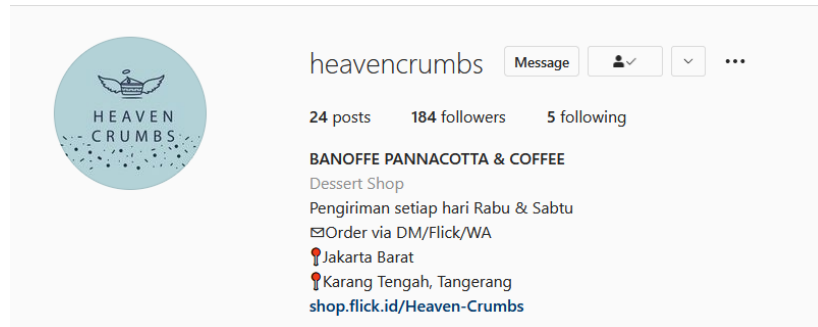 HEAVEN
CRUMBS
heavencrumbs Message
24 posts 184 followers 5 following
BANOFFE PANNACOTTA & COFFEE
Dessert Shop
Pengiriman setiap hari Rabu & Sabtu
✉Order via DM/Flick/WA
📍Jakarta Barat
📍Karang Tengah, Tangerang
shop.flick.id/Heaven-Crumbs